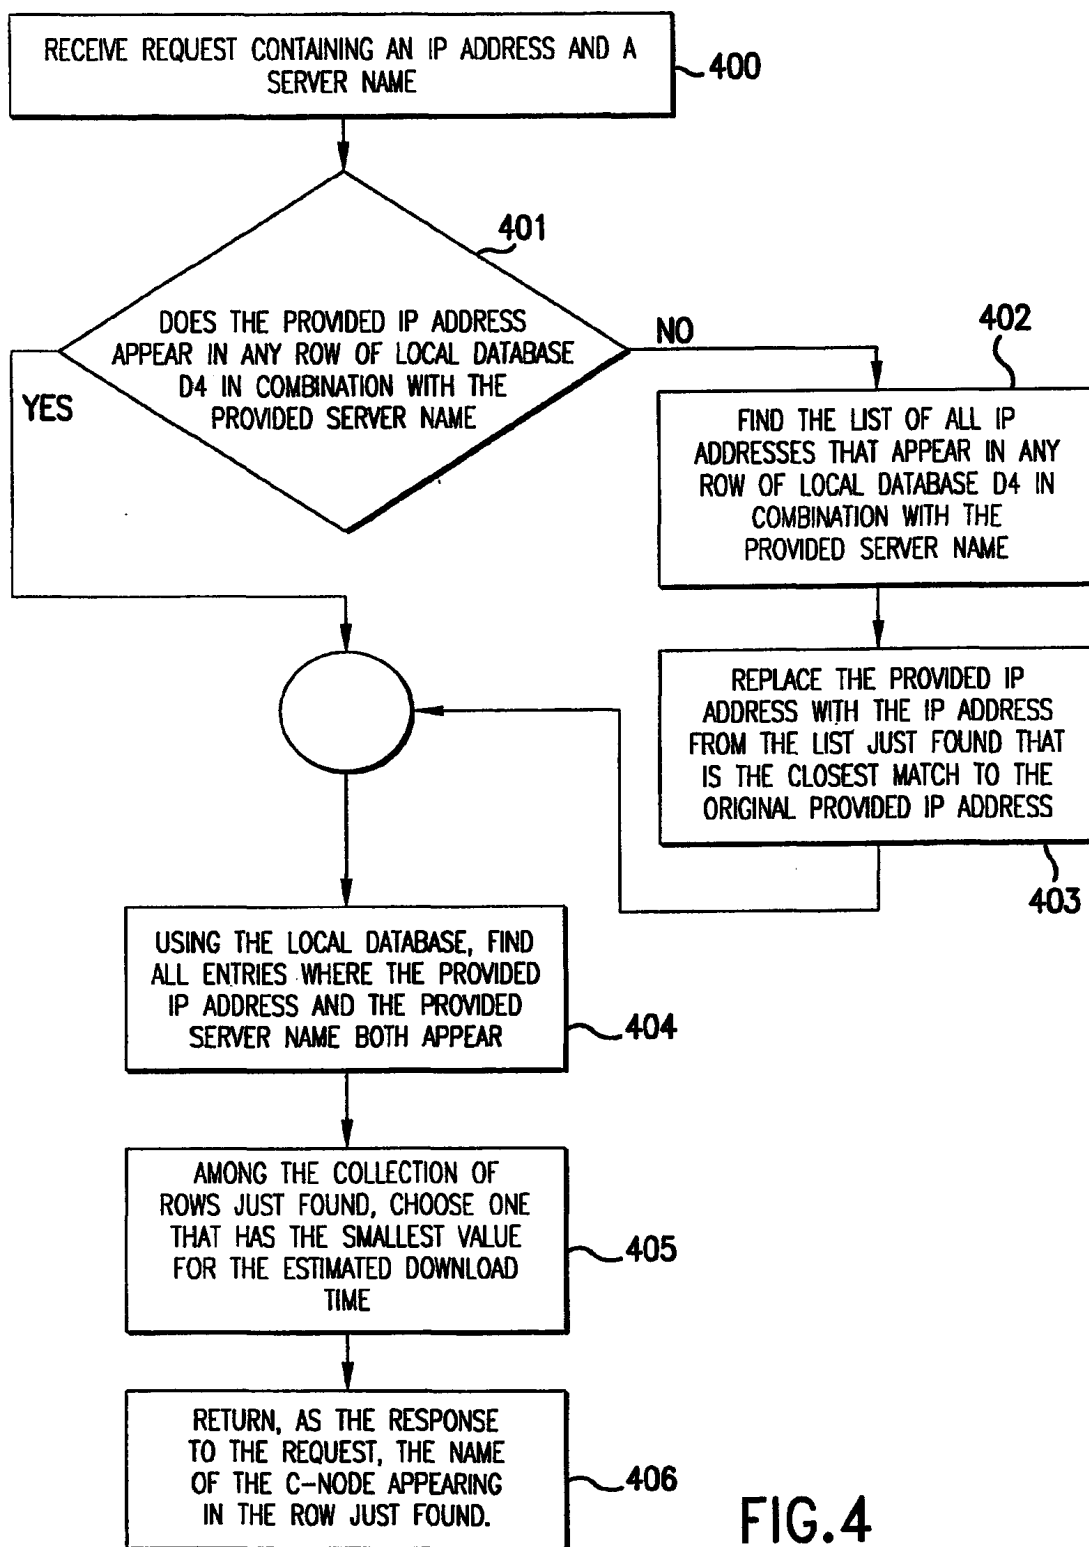 RECEIVE REQUEST CONTAINING AN IP ADDRESS AND A
SERVER NAME
400
401
DOES THE PROVIDED IP ADDRESS
APPEAR IN ANY ROW OF LOCAL DATABASE
D4 IN COMBINATION WITH THE
PROVIDED SERVER NAME
YES
NO
402
FIND THE LIST OF ALL IP
ADDRESSES THAT APPEAR IN ANY
ROW OF LOCAL DATABASE D4 IN
COMBINATION WITH THE
PROVIDED SERVER NAME
REPLACE THE PROVIDED IP
ADDRESS WITH THE IP ADDRESS
FROM THE LIST JUST FOUND THAT
IS THE CLOSEST MATCH TO THE
ORIGINAL PROVIDED IP ADDRESS
403
USING THE LOCAL DATABASE, FIND
ALL ENTRIES WHERE THE PROVIDED
IP ADDRESS AND THE PROVIDED
SERVER NAME BOTH APPEAR
404
AMONG THE COLLECTION OF
ROWS JUST FOUND, CHOOSE ONE
THAT HAS THE SMALLEST VALUE
FOR THE ESTIMATED DOWNLOAD
TIME
405
RETURN, AS THE RESPONSE
TO THE REQUEST, THE NAME
OF THE C-NODE APPEARING
IN THE ROW JUST FOUND.
406
FIG.4